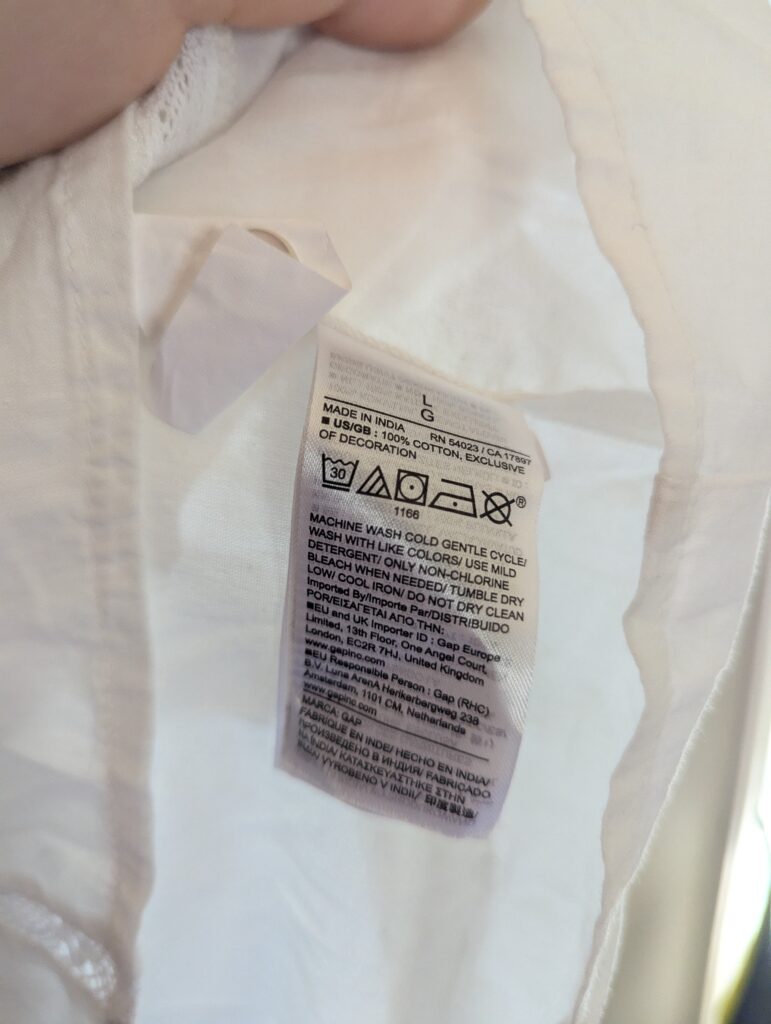 L
G
MADE IN INDIA RN 54023 / CA 17897
■ US/GB : 100% COTTON, EXCLUSIVE
OF DECORATION
30
®
1166
MACHINE WASH COLD GENTLE CYCLE/
WASH WITH LIKE COLORS/ USE MILD
DETERGENT/ ONLY NON-CHLORINE
BLEACH WHEN NEEDED/ TUMBLE DRY
LOW/ COOL IRON/ DO NOT DRY CLEAN
Imported By/Importe Par/DISTRIBUIDO
POR/ΕΙΣΑΓΕΤΑΙ ΑΠΟ ΤΗΝ:
■EU and UK Importer ID : Gap Europe
Limited, 13th Floor, One Angel Court,
London, EC2R 7HJ, United Kingdom
www.gapinc.com
■EU Responsible Person : Gap (RHC)
B.V. Luna ArenA Herikerbergweg 238
Amsterdam, 1101 CM, Netherlands
www.gapinc.com
MARCA: GAP
FABRIQUE EN INDE/ HECHO EN INDIA/
ПРОИЗВЕДЕНО В ИНДИЯ/ FABRICADO
NA INDIA/ ΚΑΤΑΣΚΕΥΑΣΤΗΚΕ ΣΤΗΝ
VYROBENO V INDII/ 印度製造/